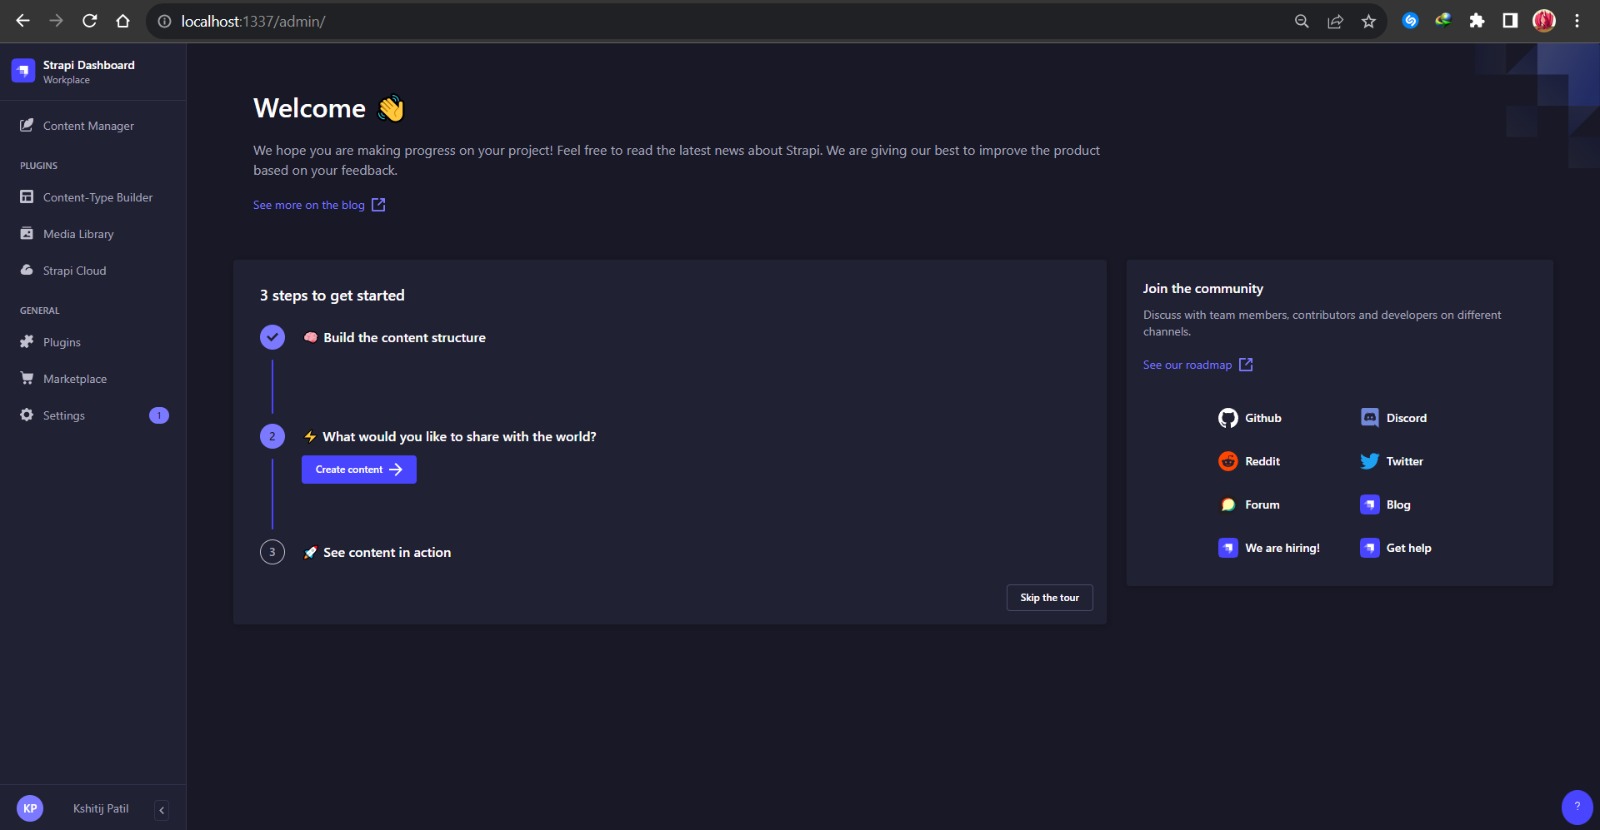 localhost:1337/admin/
Strapi Dashboard
Workplace
Content Manager
PLUGINS
Content-Type Builder
Media Library
Strapi Cloud
GENERAL
Plugins
Marketplace
Settings 1
KP Kshitij Patil
Welcome 👋
We hope you are making progress on your project! Feel free to read the latest news about Strapi. We are giving our best to improve the product
based on your feedback.
See more on the blog
3 steps to get started
🧠 Build the content structure
2 ⚡ What would you like to share with the world?
Create content
3 🚀 See content in action
Skip the tour
Join the community
Discuss with team members, contributors and developers on different
channels.
See our roadmap
Github Discord
Reddit Twitter
Forum Blog
We are hiring! Get help
?